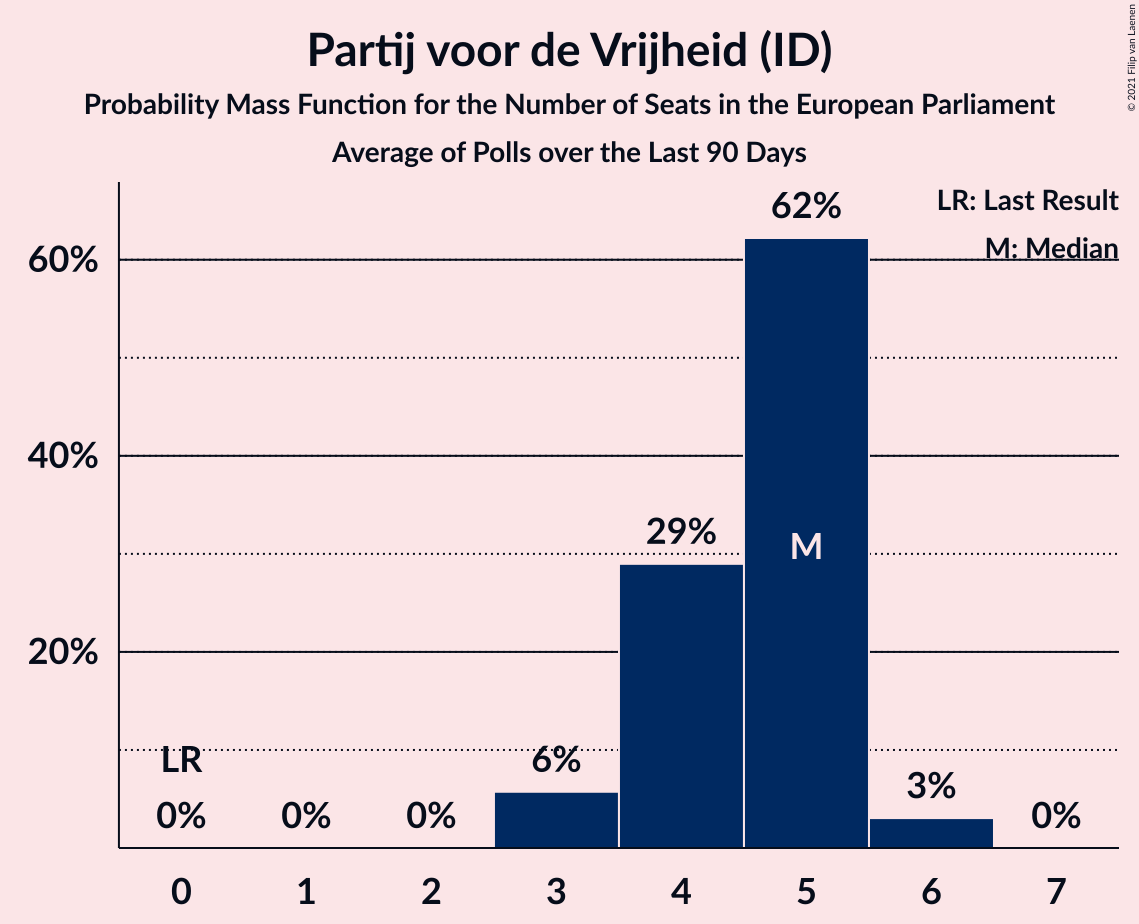 Partij voor de Vrijheid (ID)
Probability Mass Function for the Number of Seats in the European Parliament
Average of Polls over the Last 90 Days
© 2021 Filip van Laenen
LR: Last Result
M: Median
62%
60%
40%
29%
M
20%
LR
6%
3%
0% 0% 0% 0%
0 1 2 3 4 5 6 7